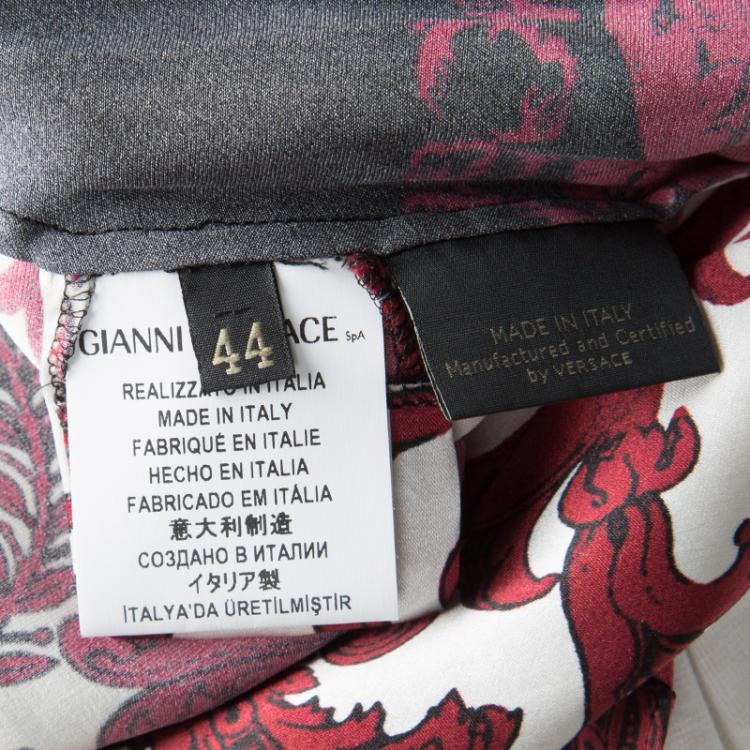 GIANNI ACE SpA
44
REALIZZATO IN ITALIA
MADE IN ITALY
FABRIQUÉ EN ITALIE
HECHO EN ITALIA
FABRICADO EM ITÁLIA
意大利制造
СОЗДАНО В ИТАЛИИ
イタリア製
İTALYA'DA ÜRETİLMİŞTİR
MADE IN ITALY
Manufactured and Certified
by VERSACE